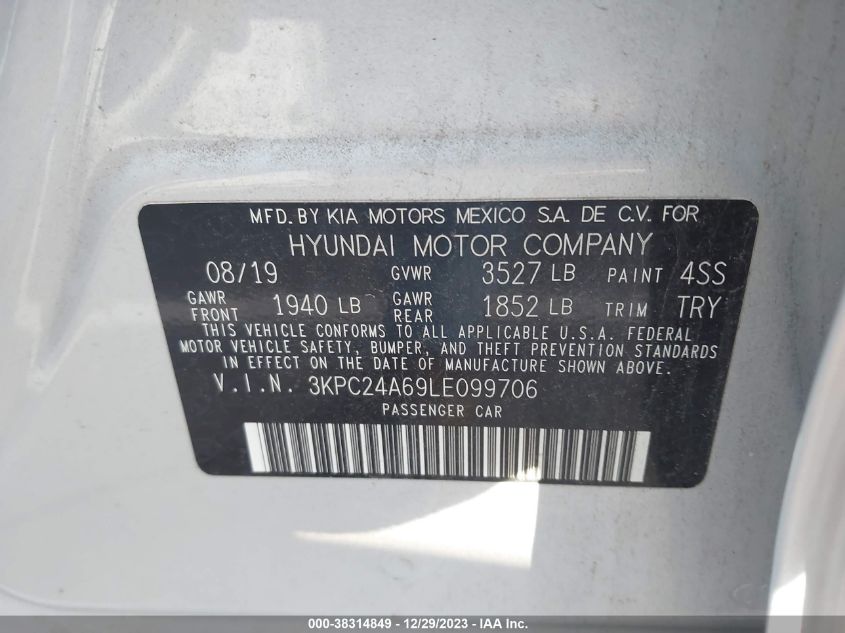 MFD. BY KIA MOTORS MEXICO S.A. DE C.V. FOR
HYUNDAI MOTOR COMPANY
08/19 GVWR 3527 LB PAINT 4SS
GAWR FRONT 1940 LB GAWR REAR 1852 LB TRIM TRY
THIS VEHICLE CONFORMS TO ALL APPLICABLE U.S.A. FEDERAL
MOTOR VEHICLE SAFETY, BUMPER, AND THEFT PREVENTION STANDARDS
IN EFFECT ON THE DATE OF MANUFACTURE SHOWN ABOVE.
V.I.N. 3KPC24A69LE099706
PASSENGER CAR
000-38314849 - 12/29/2023 - IAA Inc.